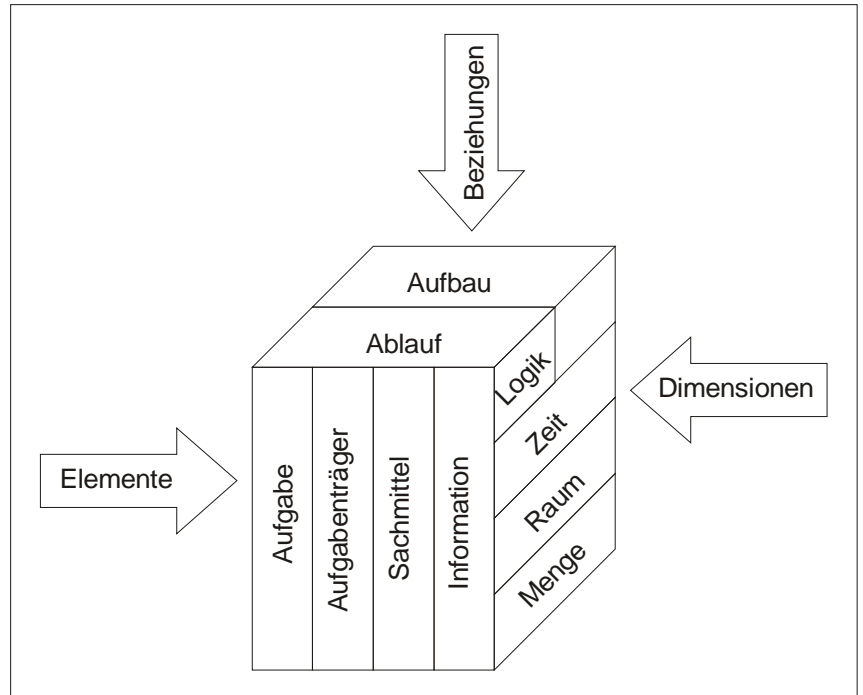 Beziehungen
Aufbau
Ablauf
Logik
Zeit
Raum
Menge
Dimensionen
Elemente
Aufgabe
Aufgabenträger
Sachmittel
Information